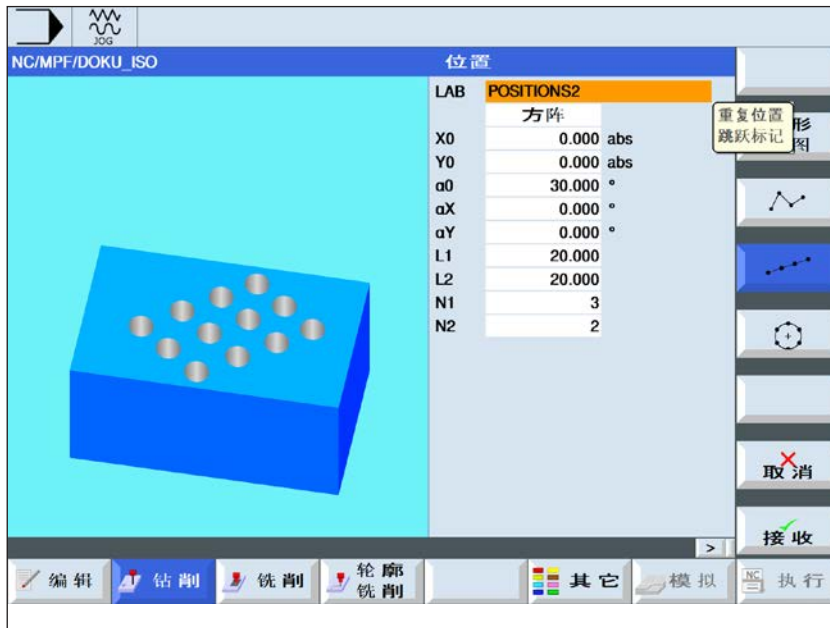 JOG
NC/MPF/DOKU_ISO
位置
LAB POSITIONS2
方阵
X0 0.000 abs
Y0 0.000 abs
α0 30.000 °
αX 0.000 °
αY 0.000 °
L1 20.000
L2 20.000
N1 3
N2 2
重复位置
跳跃标记
形
图
取消
接收
>
编辑
钻削
铣削
轮廓
铣削
其它
模拟
NC
执行